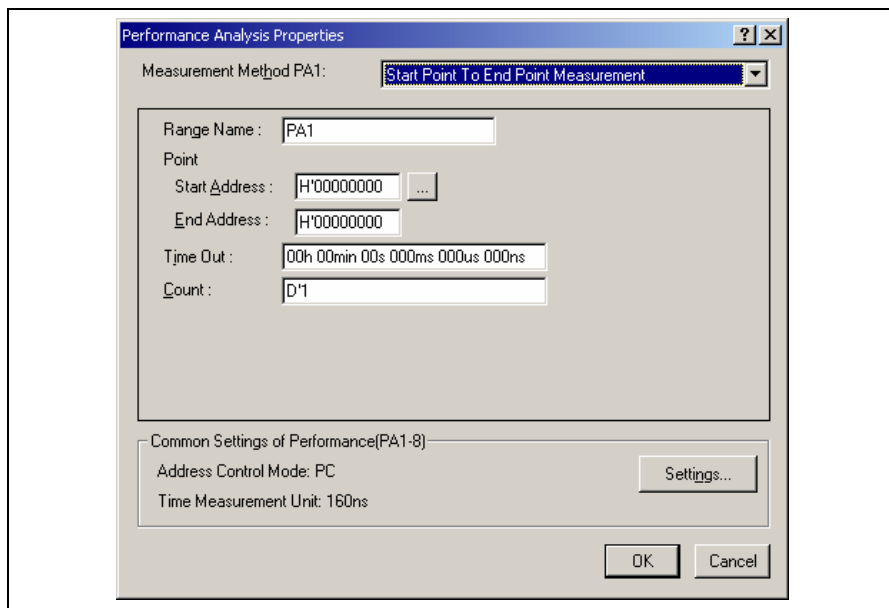 Performance Analysis Properties
Measurement Method PA1: Start Point To End Point Measurement
Range Name : PA1
Point
Start Address : H'00000000 ...
End Address : H'00000000
Time Out : 00h 00min 00s 000ms 000us 000ns
Count : D'1
Common Settings of Performance(PA1-8)
Address Control Mode: PC
Settings...
Time Measurement Unit: 160ns
OK Cancel